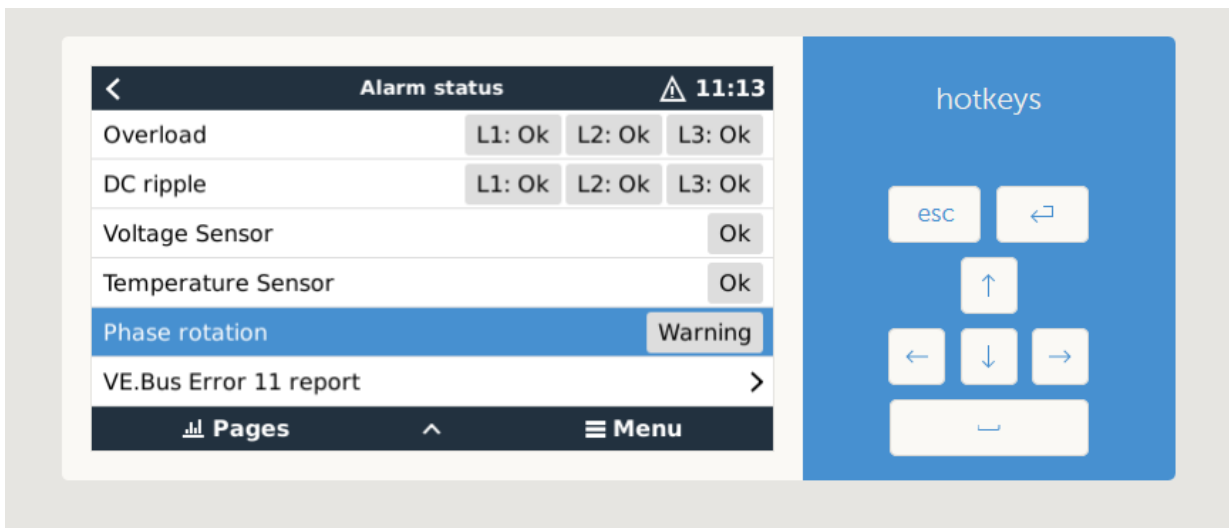 Alarm status 11:13
hotkeys
Overload L1: Ok L2: Ok L3: Ok
DC ripple L1: Ok L2: Ok L3: Ok
Voltage Sensor Ok
esc
Temperature Sensor Ok
Phase rotation Warning
VE.Bus Error 11 report
Pages Menu